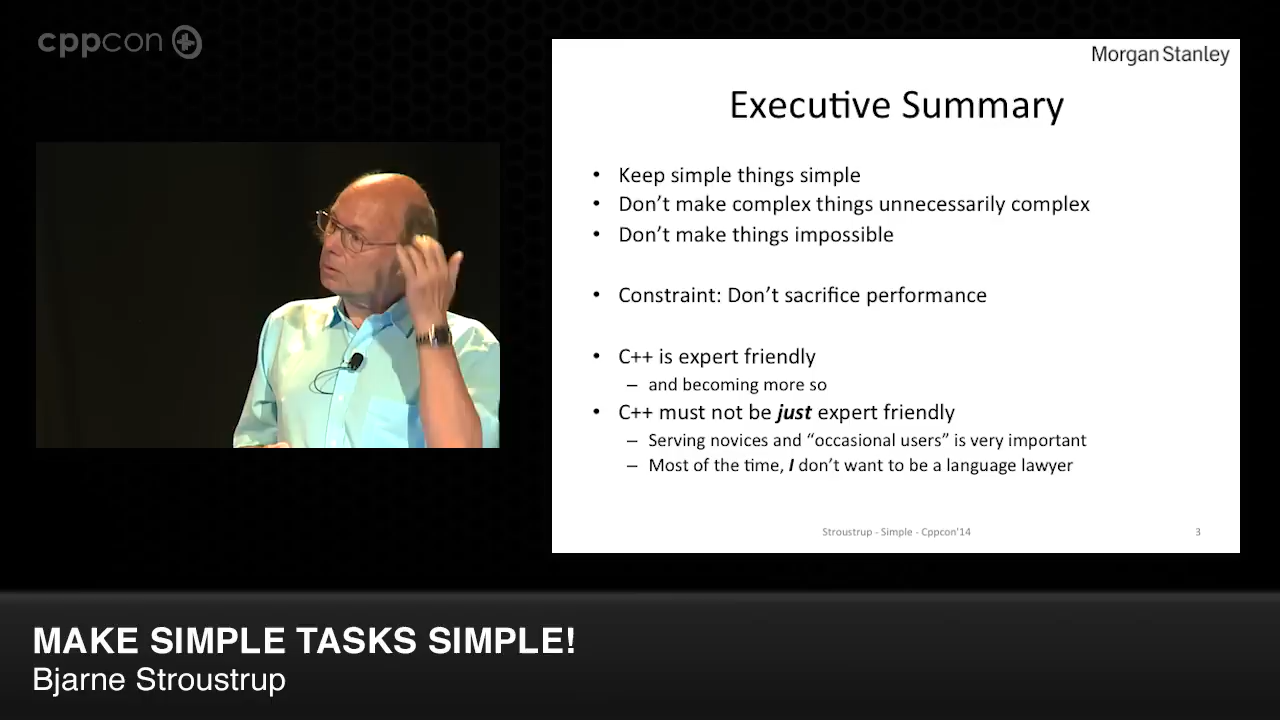 cppcon
Morgan Stanley
Executive Summary
• Keep simple things simple
• Don't make complex things unnecessarily complex
• Don't make things impossible
• Constraint: Don't sacrifice performance
• C++ is expert friendly
– and becoming more so
• C++ must not be just expert friendly
– Serving novices and “occasional users” is very important
– Most of the time, I don't want to be a language lawyer
Stroustrup - Simple - Cppcon'14
3
MAKE SIMPLE TASKS SIMPLE!
Bjarne Stroustrup